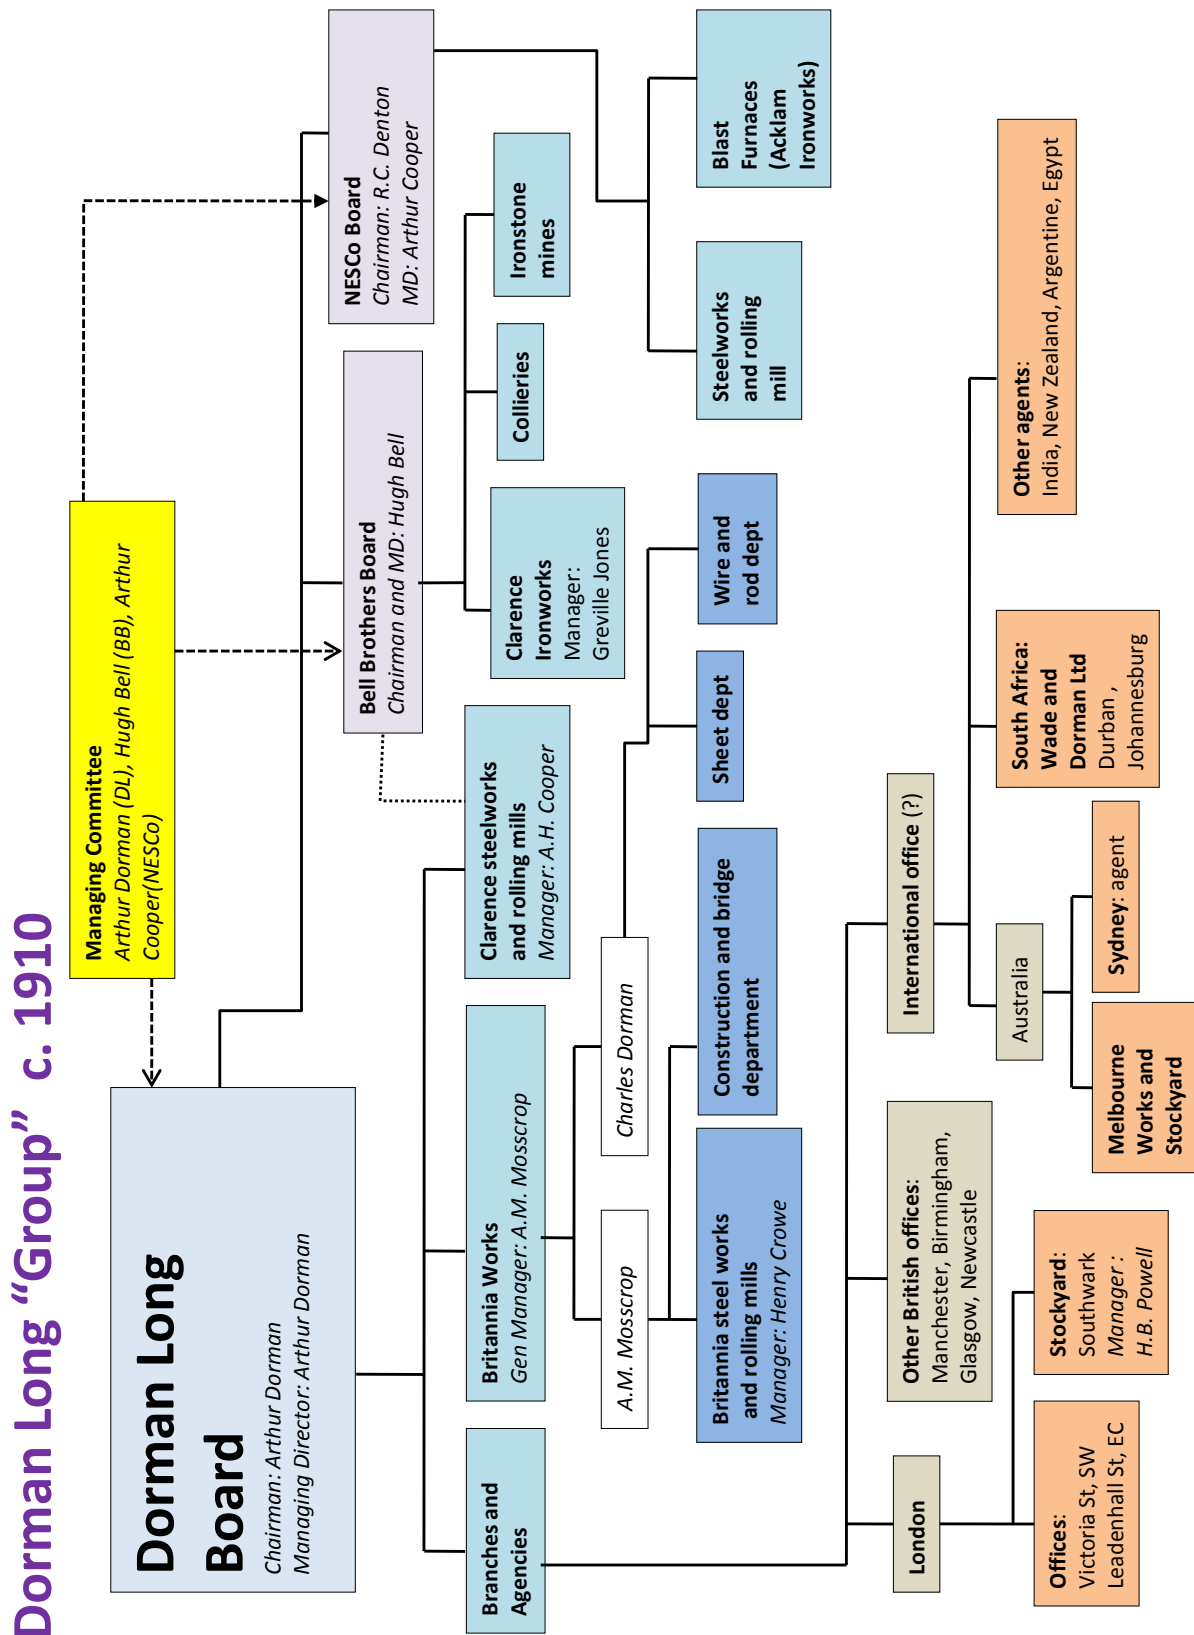 Dorman Long “Group” c. 1910
Managing Committee
Arthur Dorman (DL), Hugh Bell (BB), Arthur
Cooper(NESCo)
Dorman Long
Board
Chairman: Arthur Dorman
Managing Director: Arthur Dorman
Bell Brothers Board
Chairman and MD: Hugh Bell
NESCo Board
Chairman: R.C. Denton
MD: Arthur Cooper
Branches and
Agencies
Britannia Works
Gen Manager: A.M. Mosscrop
Clarence steelworks
and rolling mills
Manager: A.H. Cooper
Clarence
Ironworks
Manager:
Greville Jones
Collieries
Ironstone
mines
A.M. Mosscrop
Charles Dorman
Britannia steel works
and rolling mills
Manager: Henry Crowe
Construction and bridge
department
Sheet dept
Wire and
rod dept
Steelworks
and rolling
mill
Blast
Furnaces
(Acklam
Ironworks)
London
Other British offices:
Manchester, Birmingham,
Glasgow, Newcastle
International office (?)
Offices:
Victoria St, SW
Leadenhall St, EC
Stockyard:
Southwark
Manager :
H.B. Powell
Australia
Melbourne
Works and
Stockyard
Sydney: agent
South Africa:
Wade and
Dorman Ltd
Durban ,
Johannesburg
Other agents:
India, New Zealand, Argentine, Egypt